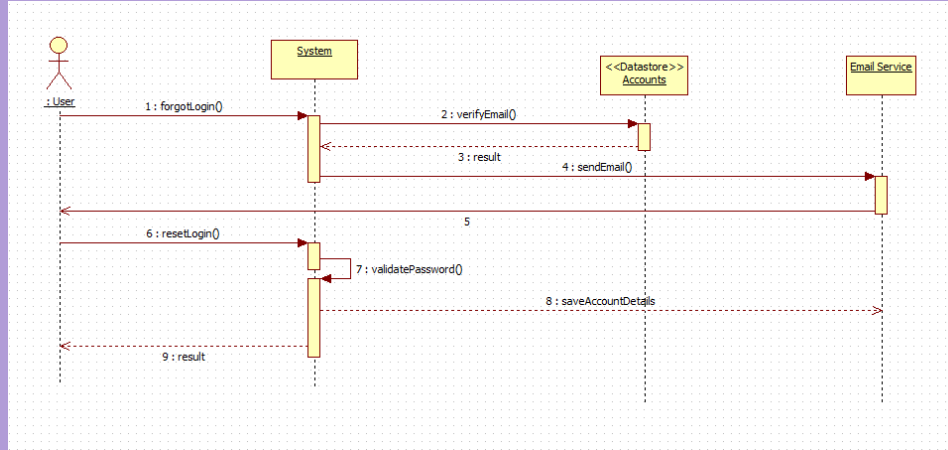 System
<<Datastore>>
Accounts
Email Service
: User
1 : forgotLogin()
2 : verifyEmail()
3 : result
4 : sendEmail()
5
6 : resetLogin()
7 : validatePassword()
8 : saveAccountDetails
9 : result